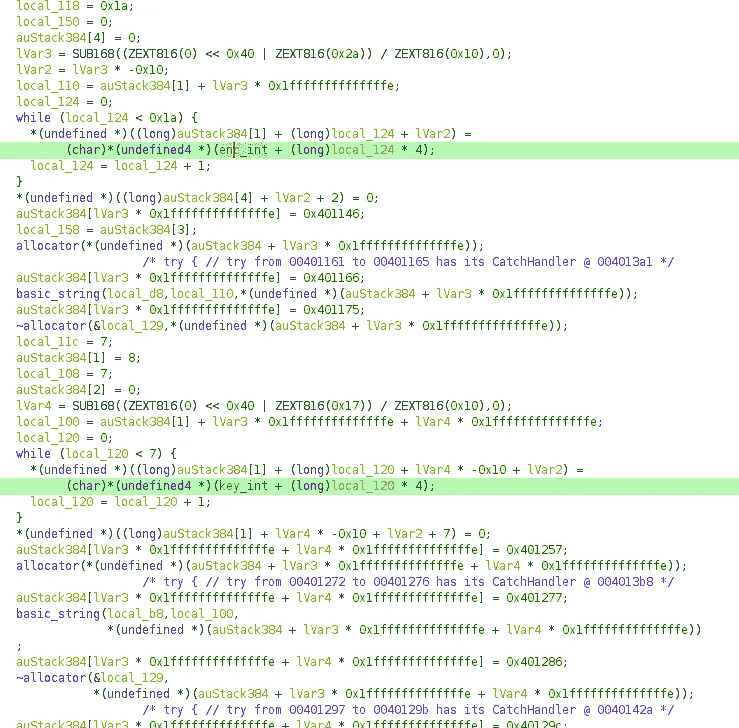 local_118 = 0x1a;
local_150 = 0;
auStack384[4] = 0;
lVar3 = SUB168((ZEXT816(0) << 0x40 | ZEXT816(0x2a)) / ZEXT816(0x10),0);
lVar2 = lVar3 * -0x10;
local_110 = auStack384[1] + lVar3 * 0x1ffffffffffffffe;
local_124 = 0;
while (local_124 < 0x1a) {
*(undefined *)((long)auStack384[1] + (long)local_124 + lVar2) =
(char)*(undefined4 *)(enc_int + (long)local_124 * 4);
local_124 = local_124 + 1;
}
*(undefined *)((long)auStack384[4] + lVar2 + 2) = 0;
auStack384[lVar3 * 0x1ffffffffffffffe] = 0x401146;
local_158 = auStack384[3];
allocator(*(undefined *)(auStack384 + lVar3 * 0x1ffffffffffffffe));
/* try { // try from 00401161 to 00401165 has its CatchHandler @ 004013a1 */
auStack384[lVar3 * 0x1ffffffffffffffe] = 0x401166;
basic_string(local_d8,local_110,*(undefined *)(auStack384 + lVar3 * 0x1ffffffffffffffe));
auStack384[lVar3 * 0x1ffffffffffffffe] = 0x401175;
~allocator(&local_129,*(undefined *)(auStack384 + lVar3 * 0x1ffffffffffffffe));
local_11c = 7;
auStack384[1] = 8;
local_108 = 7;
auStack384[2] = 0;
lVar4 = SUB168((ZEXT816(0) << 0x40 | ZEXT816(0x17)) / ZEXT816(0x10),0);
local_100 = auStack384[1] + lVar3 * 0x1ffffffffffffffe + lVar4 * 0x1ffffffffffffffe;
local_120 = 0;
while (local_120 < 7) {
*(undefined *)((long)auStack384[1] + (long)local_120 + lVar4 * -0x10 + lVar2) =
(char)*(undefined4 *)(key_int + (long)local_120 * 4);
local_120 = local_120 + 1;
}
*(undefined *)((long)auStack384[1] + lVar4 * -0x10 + lVar2 + 7) = 0;
auStack384[lVar3 * 0x1ffffffffffffffe + lVar4 * 0x1ffffffffffffffe] = 0x401257;
allocator(*(undefined *)(auStack384 + lVar3 * 0x1ffffffffffffffe + lVar4 * 0x1ffffffffffffffe));
/* try { // try from 00401272 to 00401276 has its CatchHandler @ 004013b8 */
auStack384[lVar3 * 0x1ffffffffffffffe + lVar4 * 0x1ffffffffffffffe] = 0x401277;
basic_string(local_b8,local_100,
*(undefined *)(auStack384 + lVar3 * 0x1ffffffffffffffe + lVar4 * 0x1ffffffffffffffe))
;
auStack384[lVar3 * 0x1ffffffffffffffe + lVar4 * 0x1ffffffffffffffe] = 0x401286;
~allocator(&local_129,
*(undefined *)(auStack384 + lVar3 * 0x1ffffffffffffffe + lVar4 * 0x1ffffffffffffffe));
/* try { // try from 00401297 to 0040129b has its CatchHandler @ 0040142a */
auStack384[lVar3 * 0x1ffffffffffffffe + lVar4 * 0x1ffffffffffffffe] = 0x40129c;